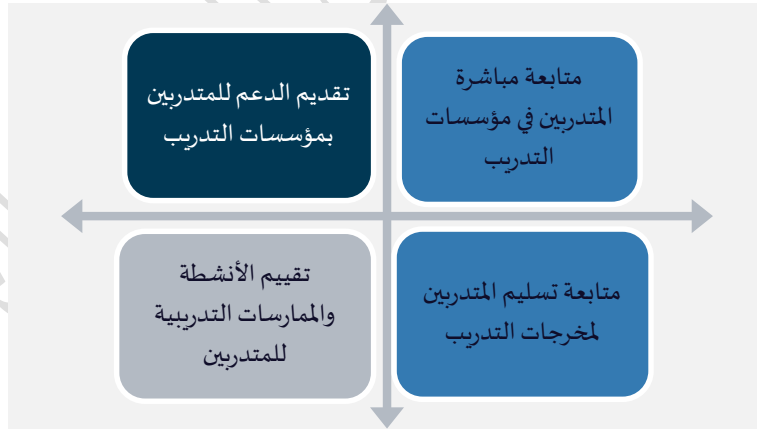 متابعة مباشرة
المتدربين في مؤسسات
التدريب
تقديم الدعم للمتدربين
بمؤسسات التدريب
متابعة تسليم المتدربين
لمخرجات التدريب
تقييم الأنشطة
والممارسات التدريبية
للمتدربين